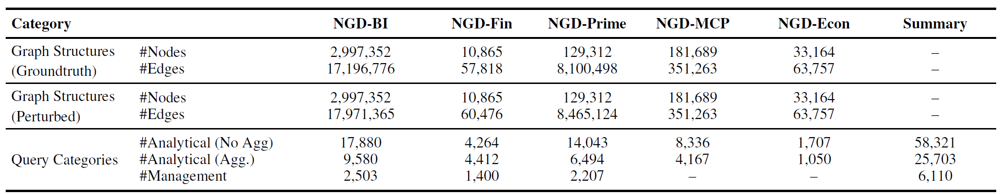 Category NGD-BI NGD-Fin NGD-Prime NGD-MCP NGD-Econ Summary
Graph Structures (Groundtruth) #Nodes 2,997,352 10,865 129,312 181,689 33,164 –
#Edges 17,196,776 57,818 8,100,498 351,263 63,757 –
Graph Structures (Perturbed) #Nodes 2,997,352 10,865 129,312 181,689 33,164 –
#Edges 17,971,365 60,476 8,465,124 351,263 63,757 –
Query Categories #Analytical (No Agg) 17,880 4,264 14,043 8,336 1,707 58,321
#Analytical (Agg.) 9,580 4,412 6,494 4,167 1,050 25,703
#Management 2,503 1,400 2,207 – – 6,110